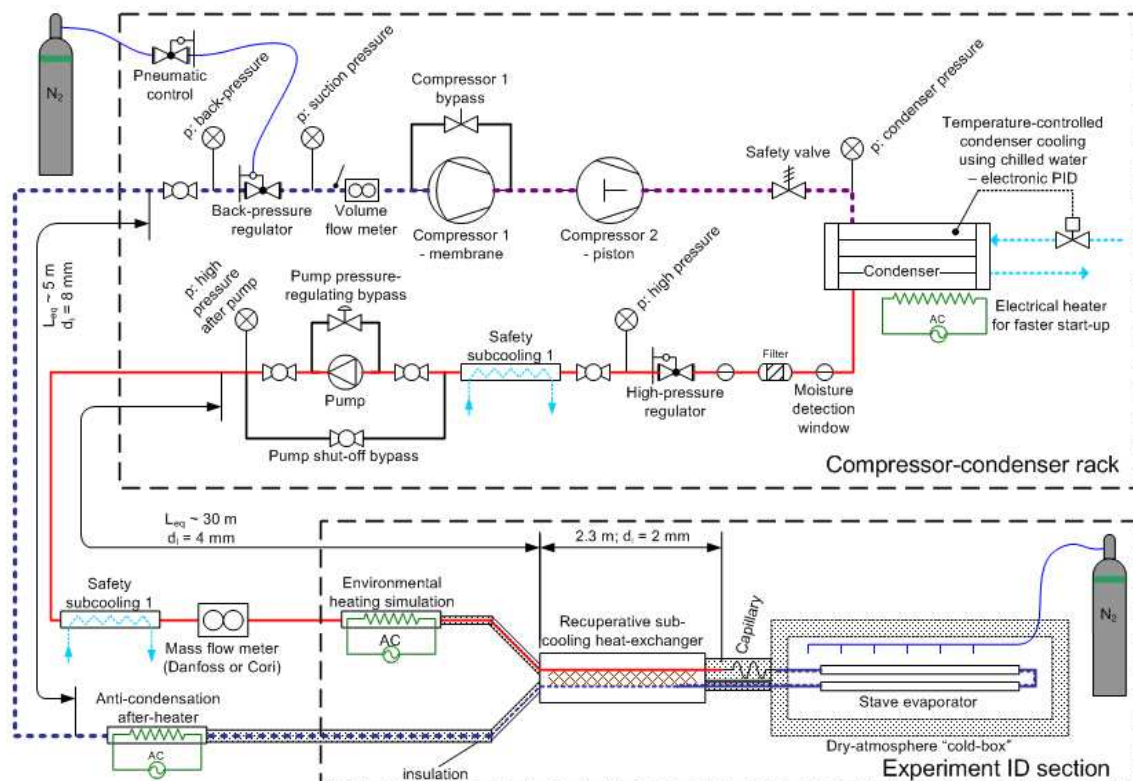 N₂
Pneumatic
control
p: back-pressure
p: suction pressure
Compressor 1
bypass
p: condenser pressure
Safety valve
Temperature-controlled
condenser cooling
using chilled water
– electronic PID
Back-pressure
regulator
Volume
flow meter
Compressor 1
- membrane
Compressor 2
- piston
Condenser
AC
Electrical heater
for faster start-up
Lₑq ~ 5 m
dᵢ = 8 mm
p: high
pressure
after pump
Pump pressure-
regulating bypass
Safety
subcooling 1
p: high pressure
Filter
Pump
High-pressure
regulator
Moisture
detection
window
Pump shut-off bypass
Compressor-condenser rack
Lₑq ~ 30 m
dᵢ = 4 mm
2.3 m; dᵢ = 2 mm
Safety
subcooling 1
Mass flow meter
(Danfoss or Cori)
Environmental
heating simulation
AC
Recuperative sub-
cooling heat-exchanger
Capillary
N₂
Stave evaporator
Dry-atmosphere “cold-box”
Anti-condensation
after-heater
AC
insulation
Experiment ID section